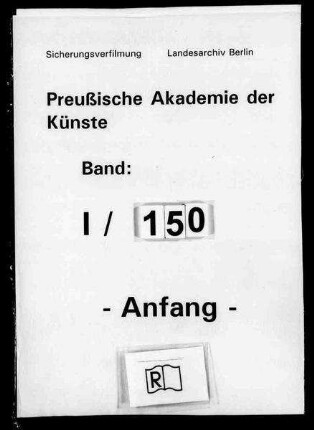 Sicherungsverfilmung Landesarchiv Berlin
Preußische Akademie der
Künste
Band:
I / 150
- Anfang -
R